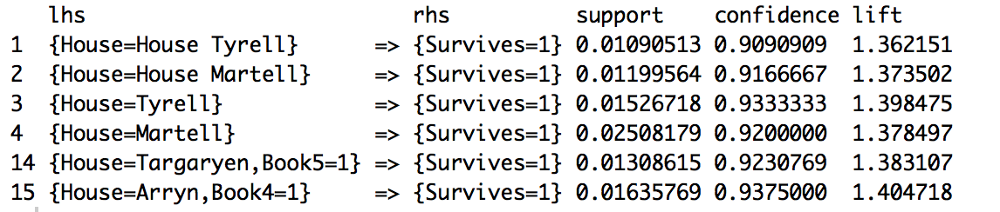 lhs rhs support confidence lift
1 {House=House Tyrell} => {Survives=1} 0.01090513 0.9090909 1.362151
2 {House=House Martell} => {Survives=1} 0.01199564 0.9166667 1.373502
3 {House=Tyrell} => {Survives=1} 0.01526718 0.9333333 1.398475
4 {House=Martell} => {Survives=1} 0.02508179 0.9200000 1.378497
14 {House=Targaryen,Book5=1} => {Survives=1} 0.01308615 0.9230769 1.383107
15 {House=Arryn,Book4=1} => {Survives=1} 0.01635769 0.9375000 1.404718